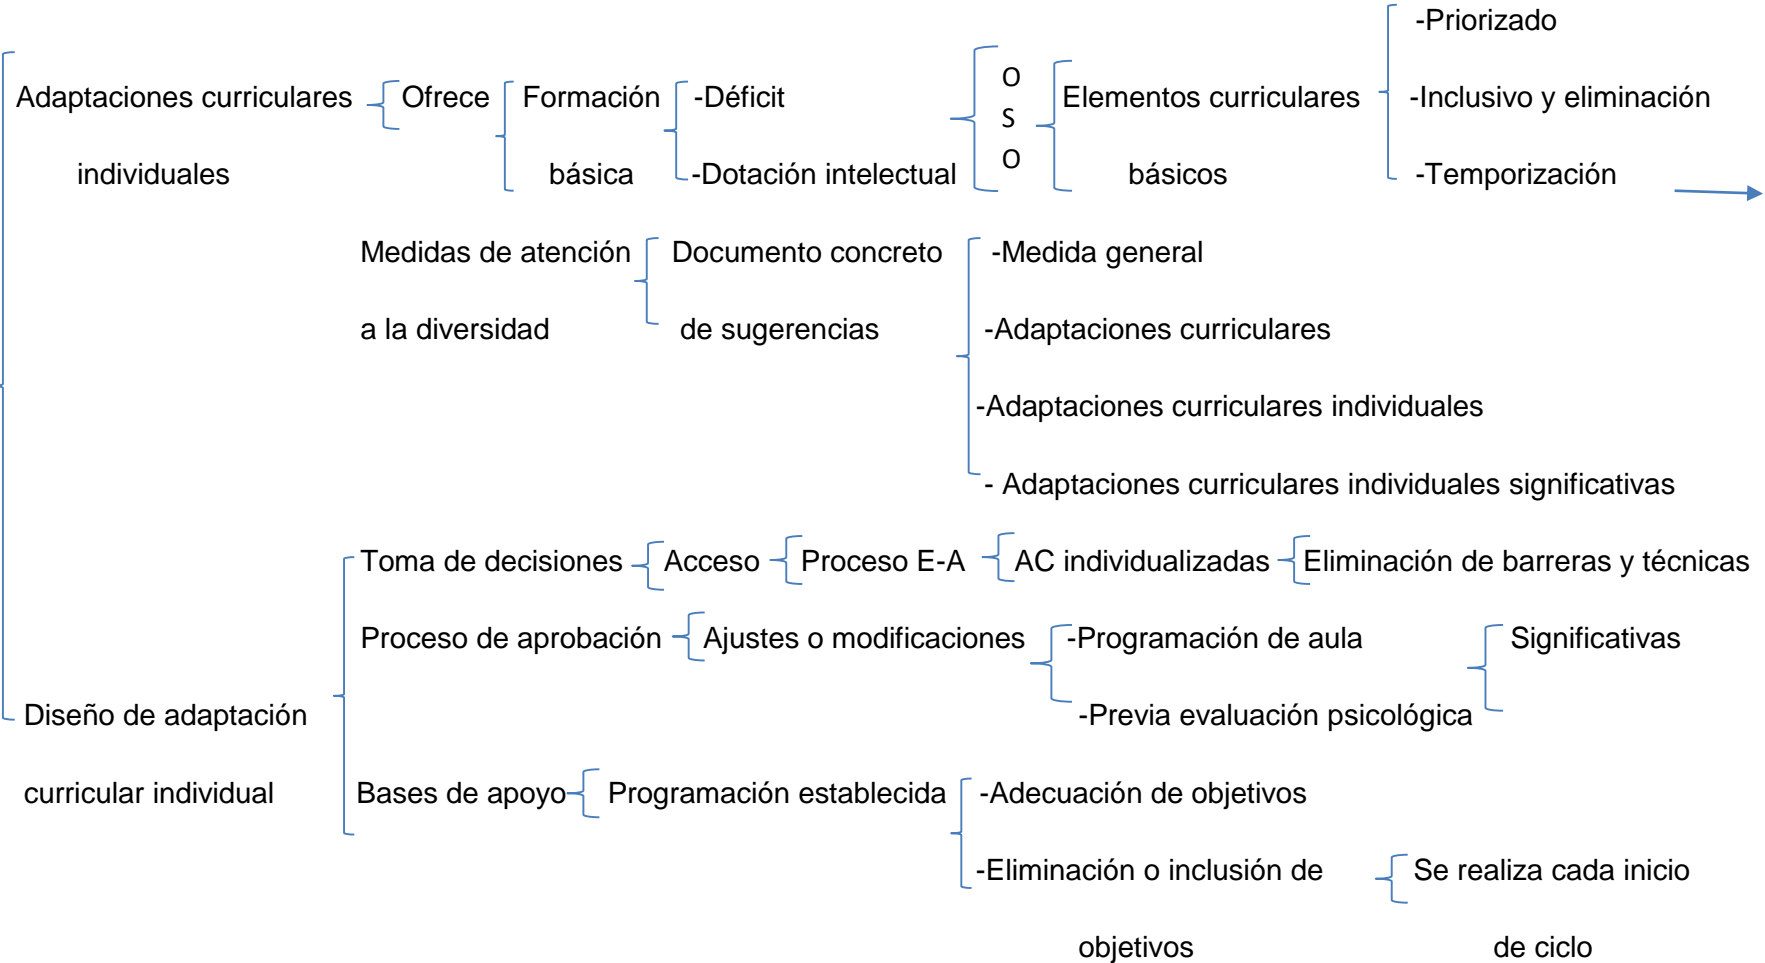 -Priorizado
Adaptaciones curriculares Ofrece Formación -Déficit O S O Elementos curriculares -Inclusivo y eliminación
individuales básica -Dotación intelectual básicos -Temporización
Medidas de atención Documento concreto -Medida general
a la diversidad de sugerencias -Adaptaciones curriculares
-Adaptaciones curriculares individuales
- Adaptaciones curriculares individuales significativas
Toma de decisiones Acceso Proceso E-A AC individualizadas Eliminación de barreras y técnicas
Proceso de aprobación Ajustes o modificaciones -Programación de aula Significativas
Diseño de adaptación -Previa evaluación psicológica
curricular individual Bases de apoyo Programación establecida -Adecuación de objetivos
-Eliminación o inclusión de Se realiza cada inicio
objetivos de ciclo